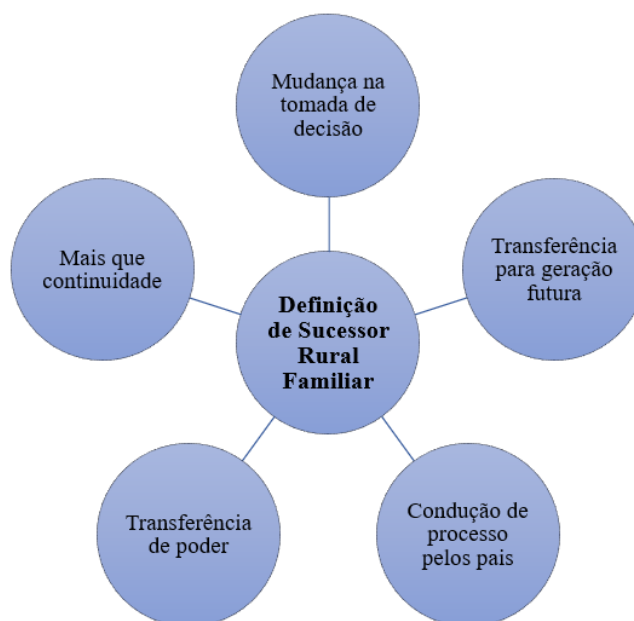 Mudança na
tomada de
decisão
Mais que
continuidade
Transferência
para geração
futura
Definição
de Sucessor
Rural
Familiar
Transferência
de poder
Condução de
processo
pelos pais